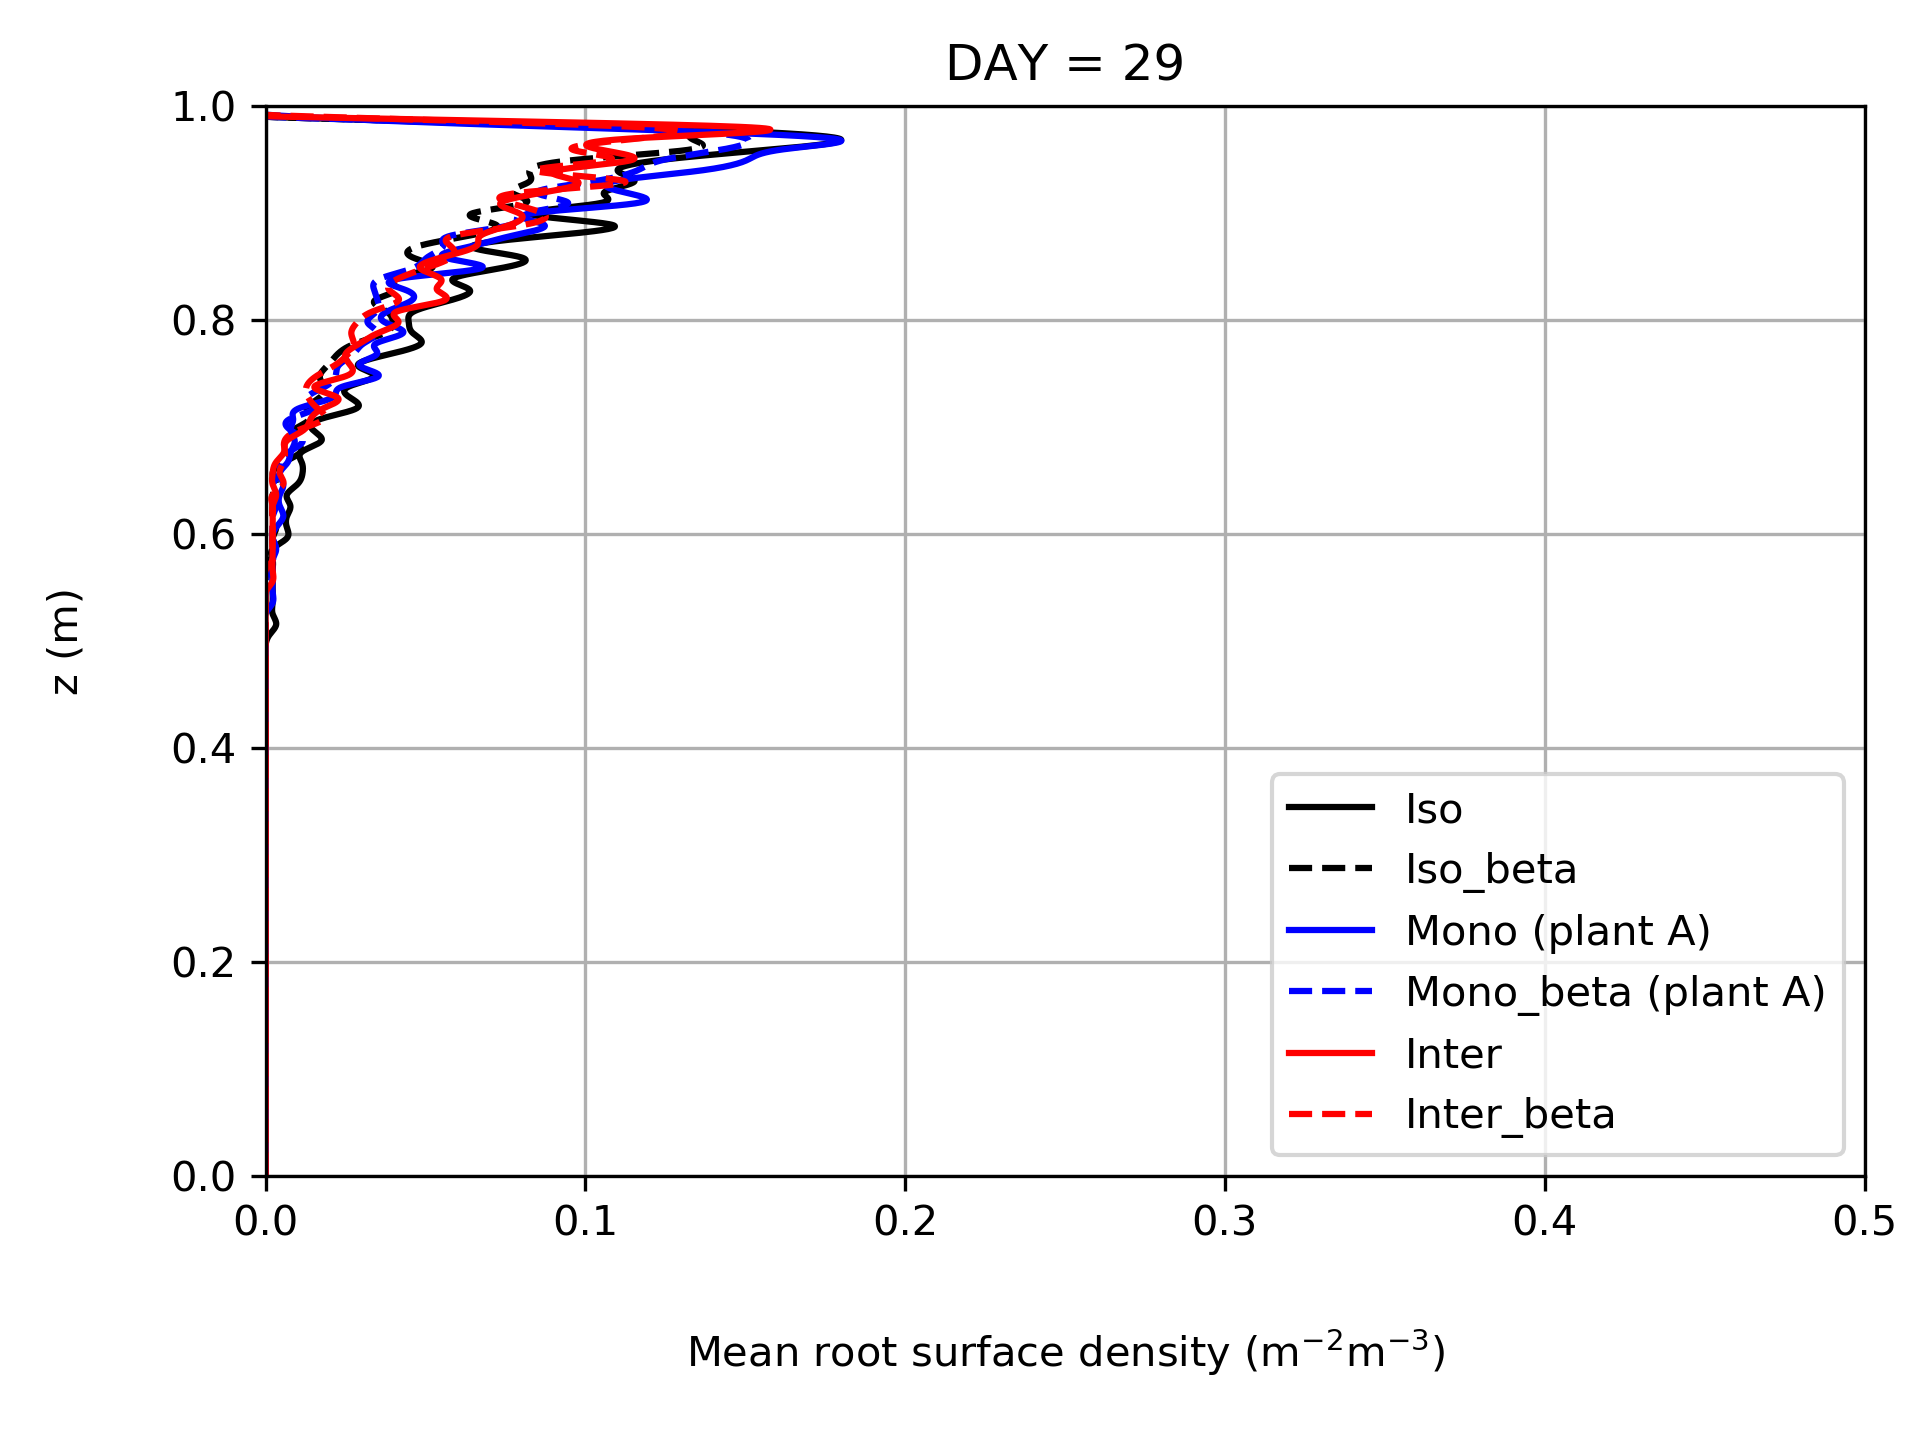 DAY = 29
1.0
0.8
0.6
0.4
0.2
0.0
z (m)
0.0 0.1 0.2 0.3 0.4 0.5
Mean root surface density (m⁻²m⁻³)
Iso
Iso_beta
Mono (plant A)
Mono_beta (plant A)
Inter
Inter_beta